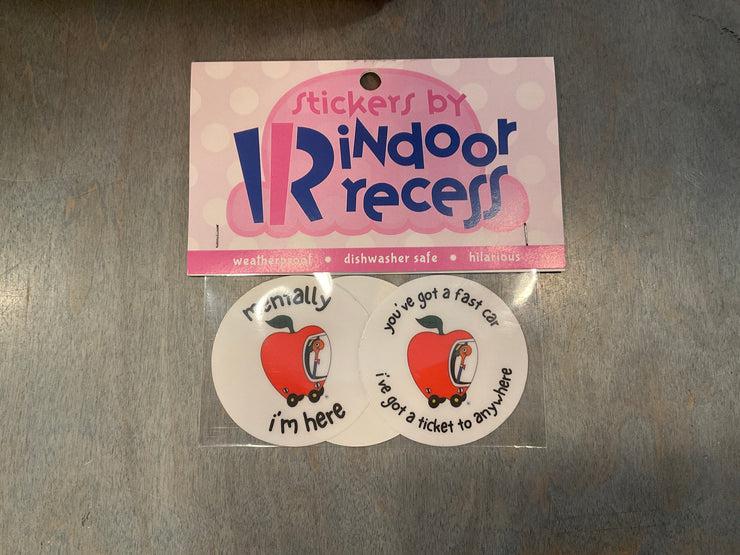 stickers by
IR indoor
recess
weatherproof • dishwasher safe • hilarious
mentally
i'm here
you've got a fast car
i've got a ticket to anywhere